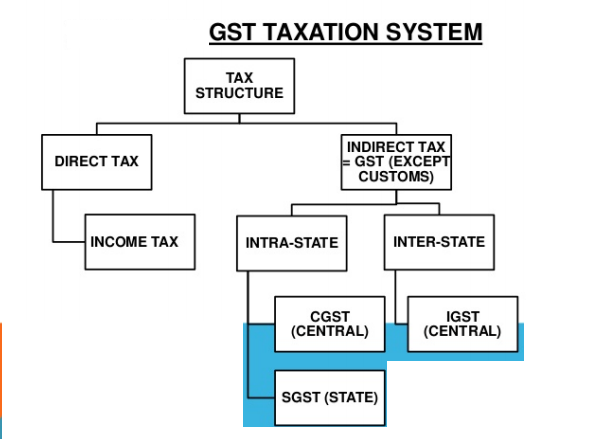 GST TAXATION SYSTEM
TAX
STRUCTURE
DIRECT TAX
INDIRECT TAX
= GST (EXCEPT
CUSTOMS)
INCOME TAX
INTRA-STATE
INTER-STATE
CGST
(CENTRAL)
IGST
(CENTRAL)
SGST (STATE)